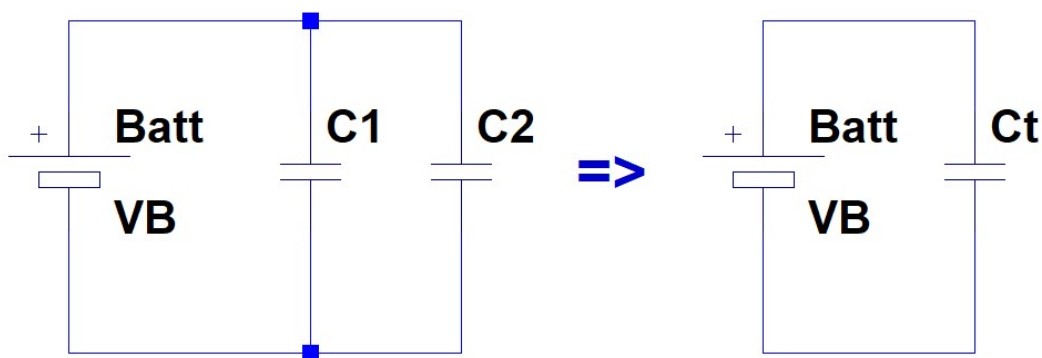 + Batt C1 C2 => + Batt Ct
VB VB